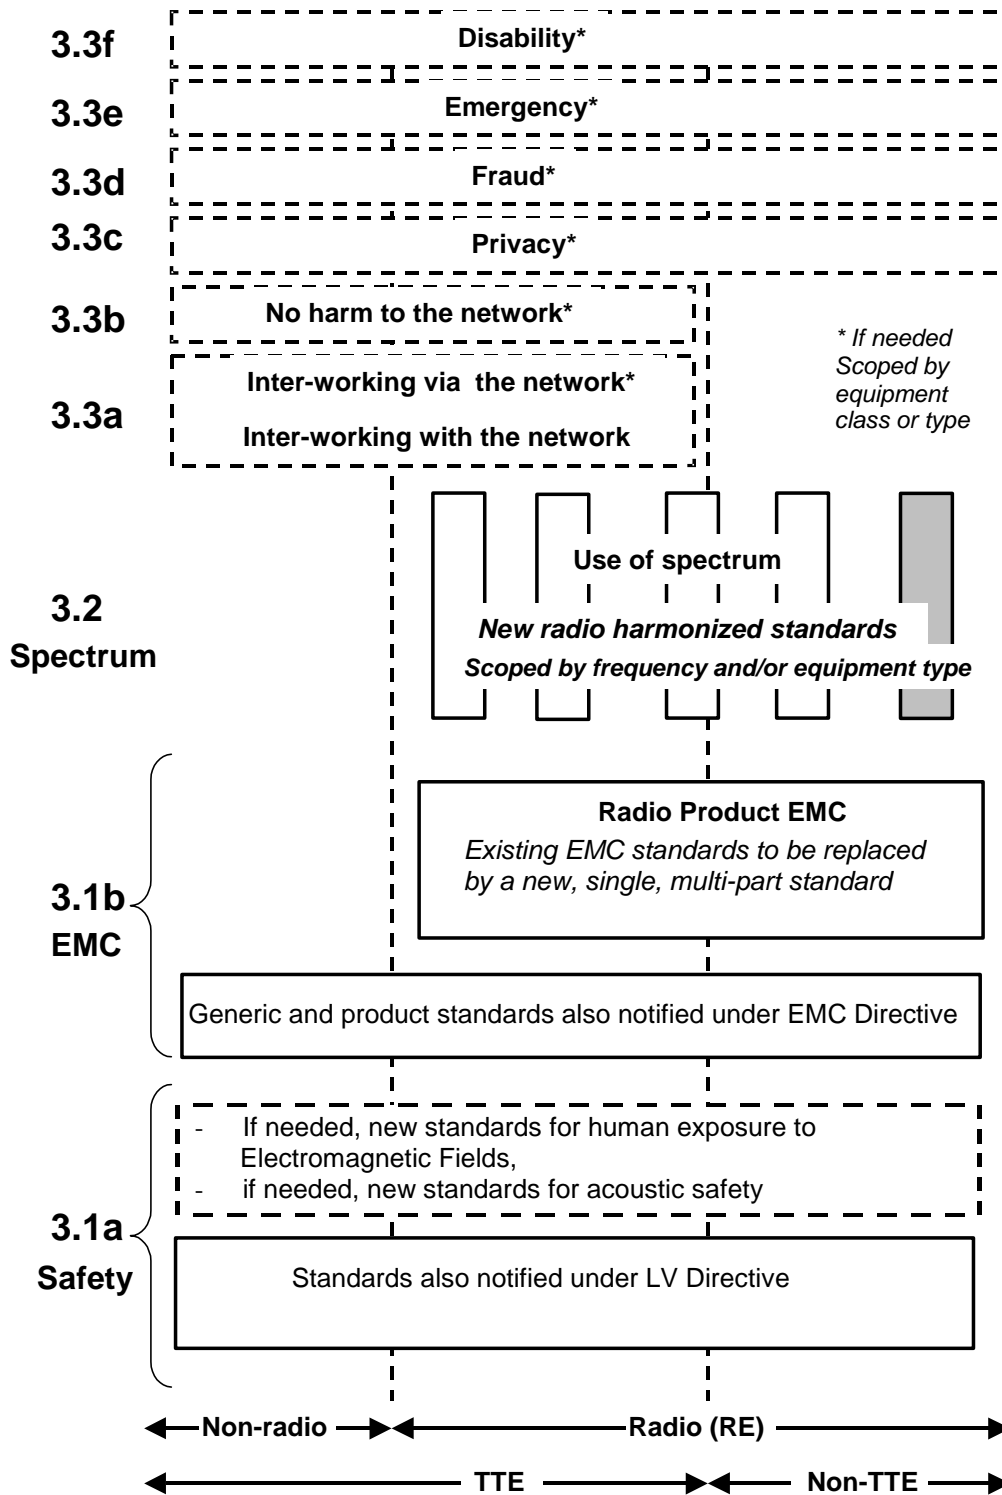 3.3f
Disability*
3.3e
Emergency*
3.3d
Fraud*
3.3c
Privacy*
3.3b
No harm to the network*
* If needed
Scoped by
equipment
class or type
3.3a
Inter-working via the network*
Inter-working with the network
3.2
Spectrum
Use of spectrum
New radio harmonized standards
Scoped by frequency and/or equipment type
3.1b
EMC
Radio Product EMC
Existing EMC standards to be replaced
by a new, single, multi-part standard
Generic and product standards also notified under EMC Directive
3.1a
Safety
- If needed, new standards for human exposure to
Electromagnetic Fields,
- if needed, new standards for acoustic safety
Standards also notified under LV Directive
Non-radio
Radio (RE)
TTE
Non-TTE